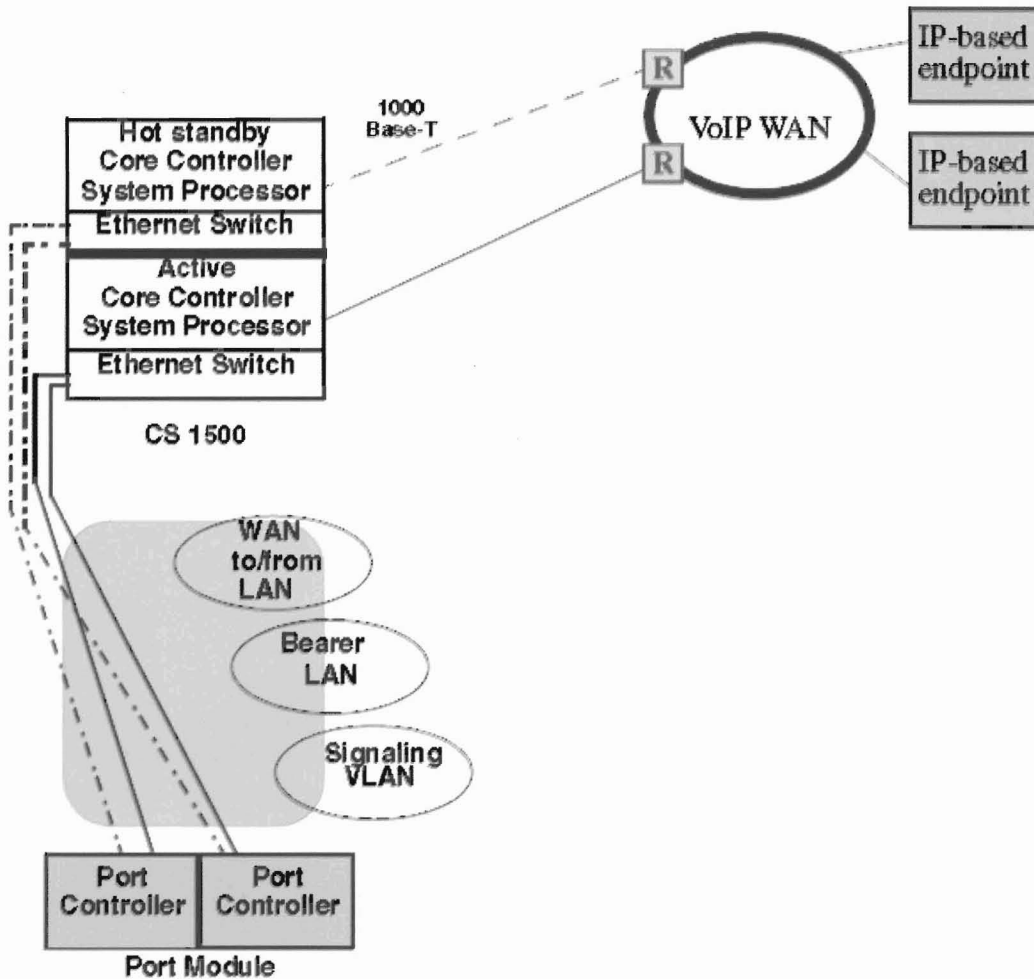 IP-based
endpoint
R
VoIP WAN
1000
Base-T
Hot standby
Core Controller
System Processor
Ethernet Switch
R
IP-based
endpoint
Active
Core Controller
System Processor
Ethernet Switch
CS 1500
WAN
to/from
LAN
Bearer
LAN
Signaling
VLAN
Port
Controller
Port
Controller
Port Module